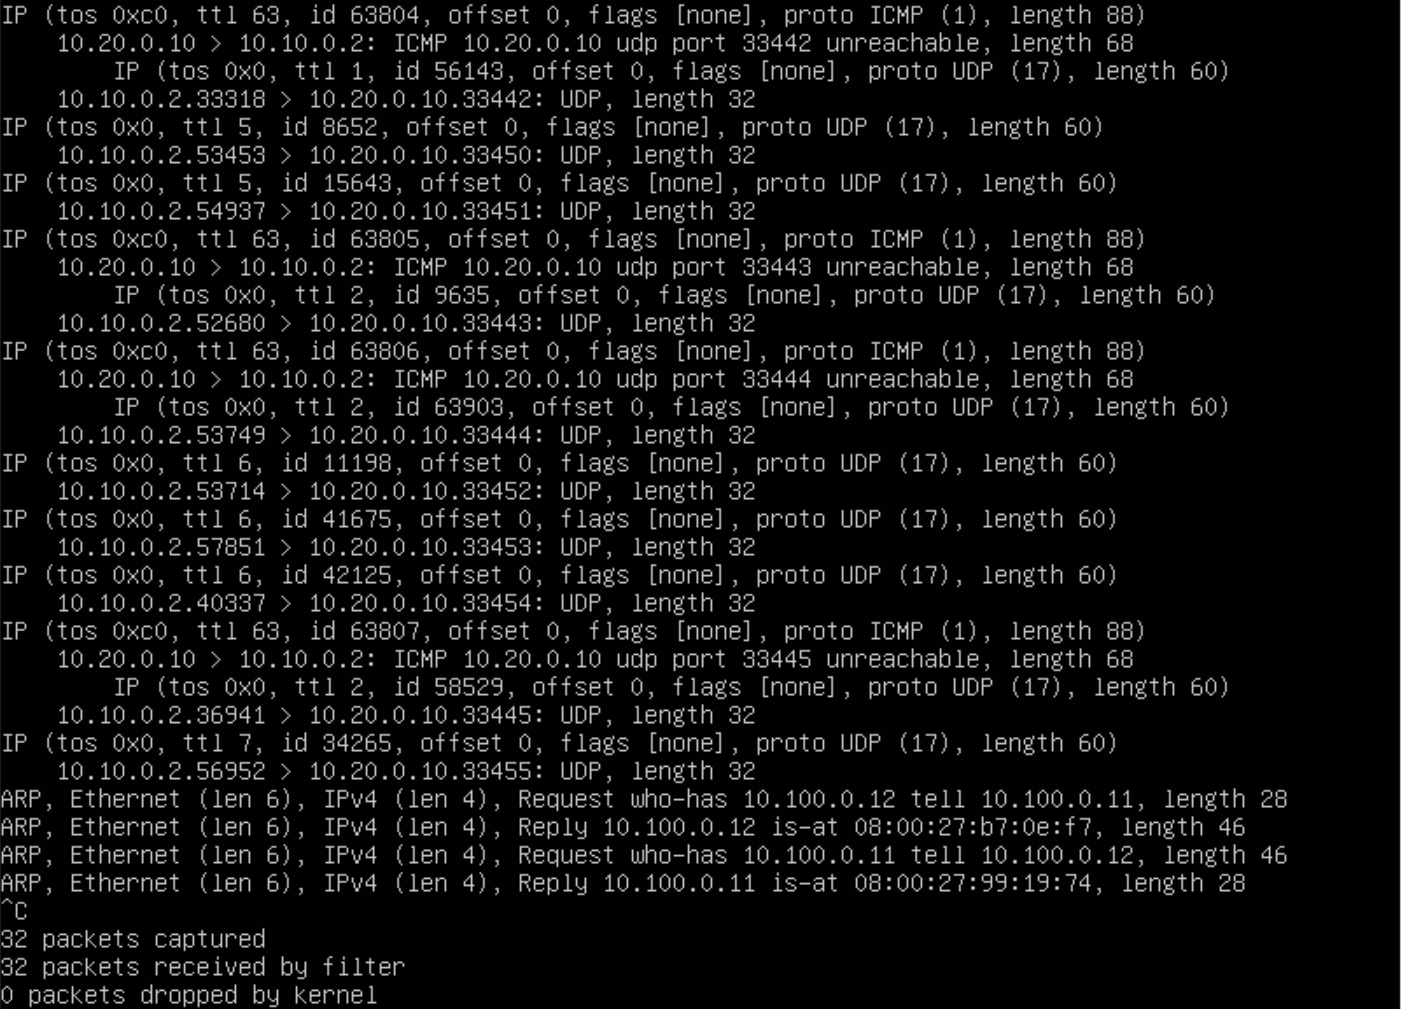 IP (tos 0xc0, ttl 63, id 63804, offset 0, flags [none], proto ICMP (1), length 88)
    10.20.0.10 > 10.10.0.2: ICMP 10.20.0.10 udp port 33442 unreachable, length 68
        IP (tos 0x0, ttl 1, id 56143, offset 0, flags [none], proto UDP (17), length 60)
    10.10.0.2.33318 > 10.20.0.10.33442: UDP, length 32
IP (tos 0x0, ttl 5, id 8652, offset 0, flags [none], proto UDP (17), length 60)
    10.10.0.2.53453 > 10.20.0.10.33450: UDP, length 32
IP (tos 0x0, ttl 5, id 15643, offset 0, flags [none], proto UDP (17), length 60)
    10.10.0.2.54937 > 10.20.0.10.33451: UDP, length 32
IP (tos 0xc0, ttl 63, id 63805, offset 0, flags [none], proto ICMP (1), length 88)
    10.20.0.10 > 10.10.0.2: ICMP 10.20.0.10 udp port 33443 unreachable, length 68
        IP (tos 0x0, ttl 2, id 9635, offset 0, flags [none], proto UDP (17), length 60)
    10.10.0.2.52680 > 10.20.0.10.33443: UDP, length 32
IP (tos 0xc0, ttl 63, id 63806, offset 0, flags [none], proto ICMP (1), length 88)
    10.20.0.10 > 10.10.0.2: ICMP 10.20.0.10 udp port 33444 unreachable, length 68
        IP (tos 0x0, ttl 2, id 63903, offset 0, flags [none], proto UDP (17), length 60)
    10.10.0.2.53749 > 10.20.0.10.33444: UDP, length 32
IP (tos 0x0, ttl 6, id 11198, offset 0, flags [none], proto UDP (17), length 60)
    10.10.0.2.53714 > 10.20.0.10.33452: UDP, length 32
IP (tos 0x0, ttl 6, id 41675, offset 0, flags [none], proto UDP (17), length 60)
    10.10.0.2.57851 > 10.20.0.10.33453: UDP, length 32
IP (tos 0x0, ttl 6, id 42125, offset 0, flags [none], proto UDP (17), length 60)
    10.10.0.2.40337 > 10.20.0.10.33454: UDP, length 32
IP (tos 0xc0, ttl 63, id 63807, offset 0, flags [none], proto ICMP (1), length 88)
    10.20.0.10 > 10.10.0.2: ICMP 10.20.0.10 udp port 33445 unreachable, length 68
        IP (tos 0x0, ttl 2, id 58529, offset 0, flags [none], proto UDP (17), length 60)
    10.10.0.2.36941 > 10.20.0.10.33445: UDP, length 32
IP (tos 0x0, ttl 7, id 34265, offset 0, flags [none], proto UDP (17), length 60)
    10.10.0.2.56952 > 10.20.0.10.33455: UDP, length 32
ARP, Ethernet (len 6), IPv4 (len 4), Request who-has 10.100.0.12 tell 10.100.0.11, length 28
ARP, Ethernet (len 6), IPv4 (len 4), Reply 10.100.0.12 is-at 08:00:27:b7:0e:f7, length 46
ARP, Ethernet (len 6), IPv4 (len 4), Request who-has 10.100.0.11 tell 10.100.0.12, length 46
ARP, Ethernet (len 6), IPv4 (len 4), Reply 10.100.0.11 is-at 08:00:27:99:19:74, length 28
^C
32 packets captured
32 packets received by filter
0 packets dropped by kernel